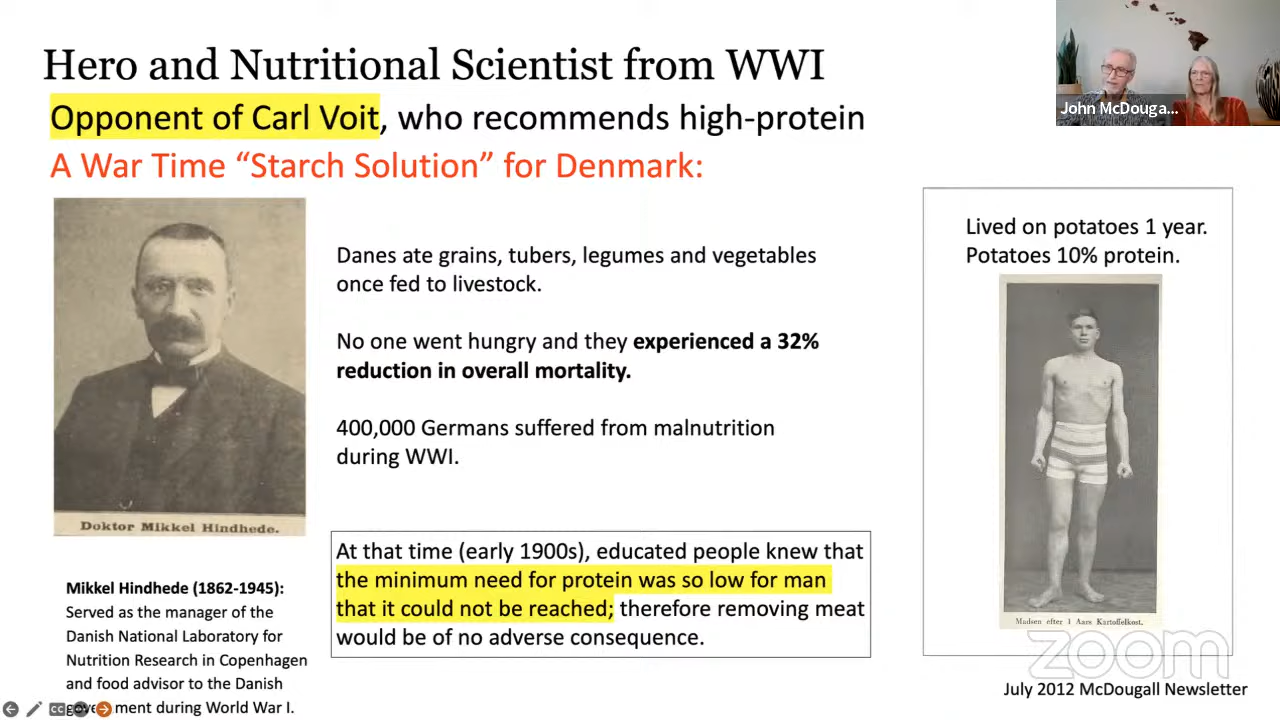 Hero and Nutritional Scientist from WWI
Opponent of Carl Voit, who recommends high-protein
A War Time “Starch Solution” for Denmark:
John McDouga...
Doktor Mikkel Hindhede.
Mikkel Hindhede (1862-1945):
Served as the manager of the
Danish National Laboratory for
Nutrition Research in Copenhagen
and food advisor to the Danish
government during World War I.
Danes ate grains, tubers, legumes and vegetables
once fed to livestock.
No one went hungry and they experienced a 32%
reduction in overall mortality.
400,000 Germans suffered from malnutrition
during WWI.
At that time (early 1900s), educated people knew that
the minimum need for protein was so low for man
that it could not be reached; therefore removing meat
would be of no adverse consequence.
Lived on potatoes 1 year.
Potatoes 10% protein.
Madsen efter 1 Aars Kartoffelkost.
zoom
July 2012 McDougall Newsletter
CC